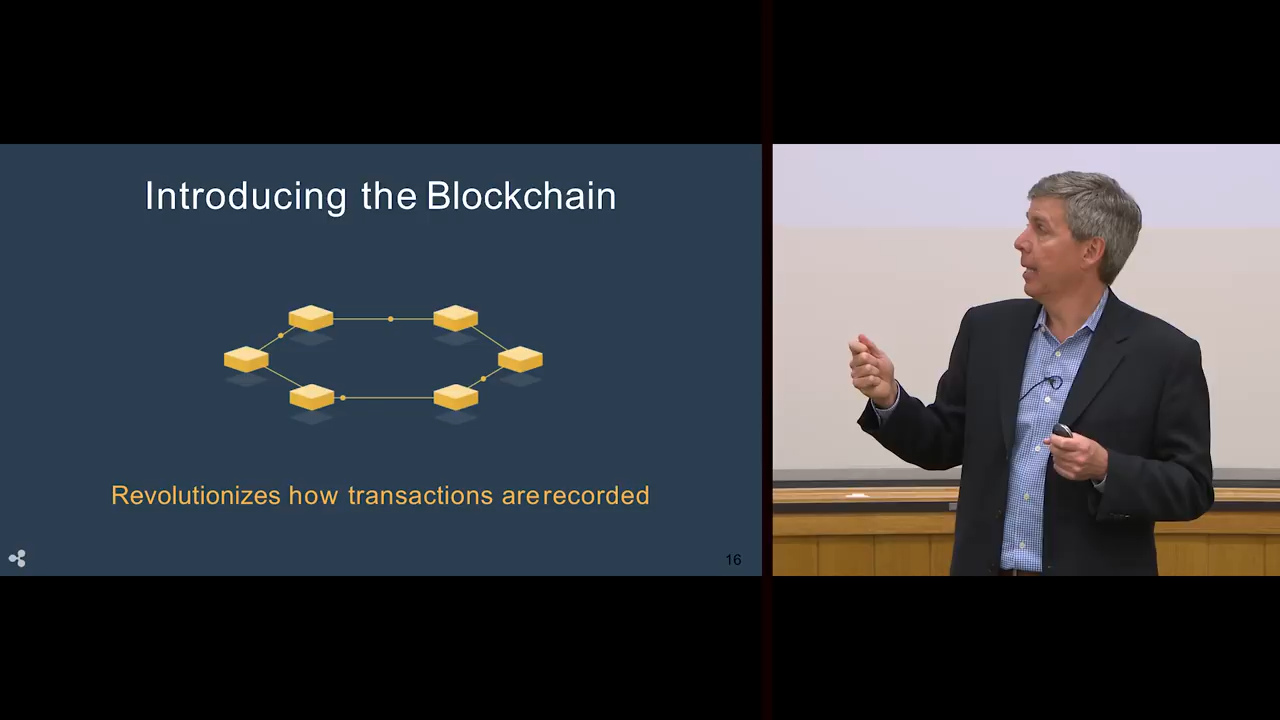 Introducing the Blockchain
Revolutionizes how transactions are recorded
16